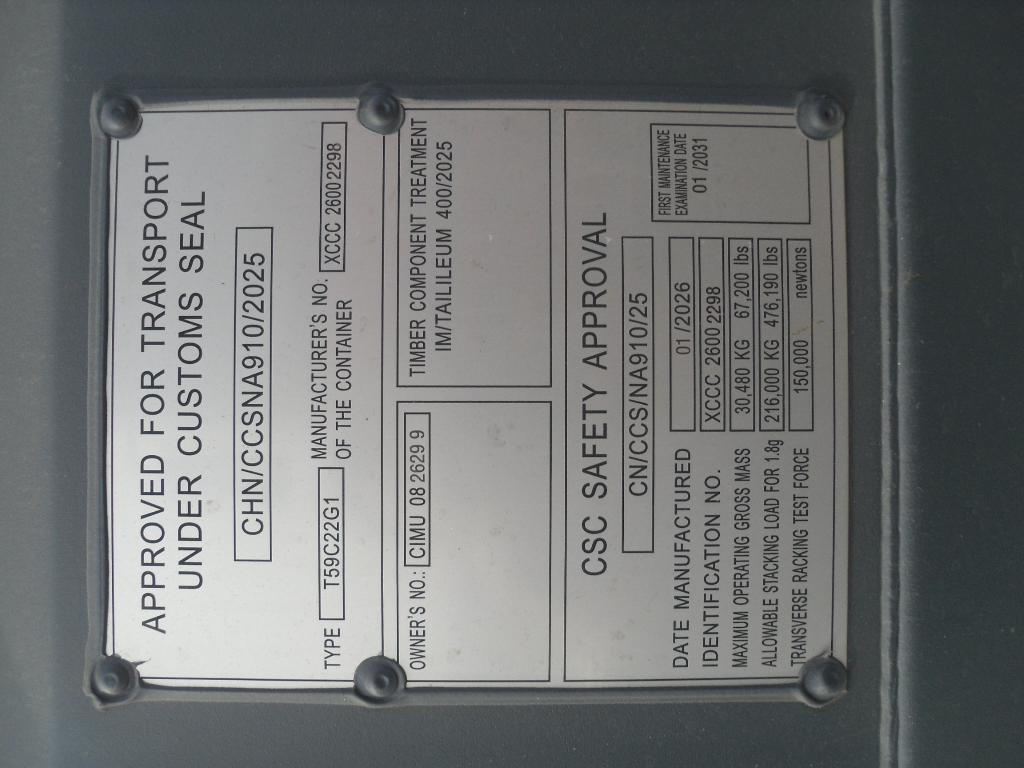 APPROVED FOR TRANSPORT
UNDER CUSTOMS SEAL
CHN/CCSNA910/2025
TYPE T59C22G1 MANUFACTURER'S NO. OF THE CONTAINER XCCC 26002298
OWNER'S NO.: CIMU 08 2629 9
TIMBER COMPONENT TREATMENT
IM/TAILILEUM 400/2025
CSC SAFETY APPROVAL
CN/CCS/NA910/25
DATE MANUFACTURED 01 /2026
IDENTIFICATION NO. XCCC 26002298
MAXIMUM OPERATING GROSS MASS 30,480 KG 67,200 lbs
ALLOWABLE STACKING LOAD FOR 1.8g 216,000 KG 476,190 lbs
TRANSVERSE RACKING TEST FORCE 150,000 newtons
FIRST MAINTENANCE
EXAMINATION DATE
01 /2031